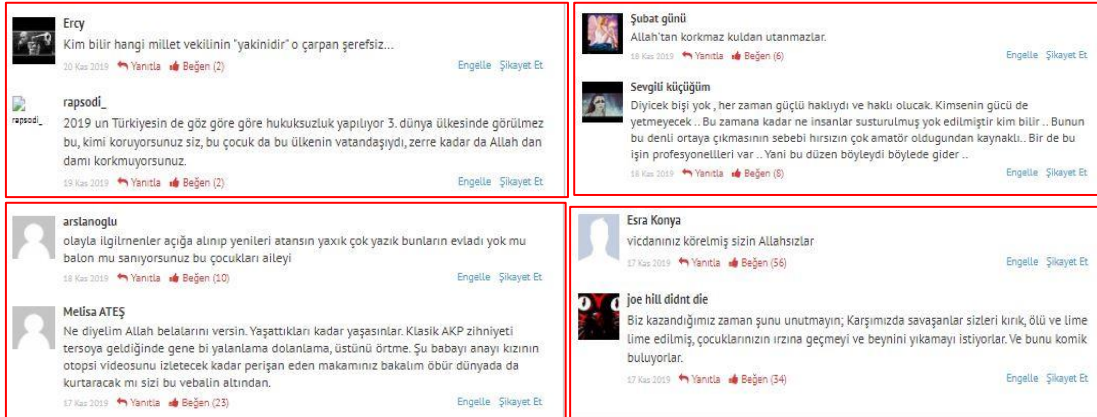 Ercy
Kim bilir hangi millet vekilinin "yakinidir" o çarpan şerefsiz...
20 Kas 2019 Yanıtla Beğen (2) Engelle Şikayet Et
rapsodi_
rapsodi_
2019 un Türkiyesin de göz göre göre hukuksuzluk yapılıyor 3. dünya ülkesinde görülmez
bu, kimi koruyorsunuz siz, bu çocuk da bu ülkenin vatandaşıydı, zerre kadar da Allah dan
damı korkmuyorsunuz.
19 Kas 2019 Yanıtla Beğen (2) Engelle Şikayet Et
Şubat günü
Allah'tan korkmaz kuldan utanmazlar.
18 Kas 2019 Yanıtla Beğen (6) Engelle Şikayet Et
Sevgili küçüğüm
Diyicek bişi yok , her zaman güçlü haklıydı ve haklı olucak. Kimsenin gücü de
yetmeyecek .. Bu zamana kadar ne insanlar susturulmuş yok edilmiştir kim bilir .. Bunun
bu denli ortaya çıkmasının sebebi hırsızın çok amatör oldugundan kaynaklı.. Bir de bu
işin profesyonellleri var .. Yani bu düzen böyleydi böylede gider ..
18 Kas 2019 Yanıtla Beğen (8) Engelle Şikayet Et
arslanoglu
olayla ilgilrnenler açığa alınıp yenileri atansın yaxık çok yazık bunların evladı yok mu
balon mu sanıyorsunuz bu çocukları aileyi
18 Kas 2019 Yanıtla Beğen (10) Engelle Şikayet Et
Melisa ATEŞ
Ne diyelim Allah belalarını versin. Yaşattıkları kadar yaşasınlar. Klasik AKP zihniyeti
tersoya geldiğinde gene bi yalanlama dolanlama, üstünü örtme. Şu babayı anayı kızının
otopsi videosunu izletecek kadar perişan eden makamınız bakalım öbür dünyada da
kurtaracak mı sizi bu vebalin altından.
17 Kas 2019 Yanıtla Beğen (23) Engelle Şikayet Et
Esra Konya
vicdanınız körelmiş sizin Allahsızlar
17 Kas 2019 Yanıtla Beğen (56) Engelle Şikayet Et
joe hill didnt die
Biz kazandığımız zaman şunu unutmayın; Karşımızda savaşanlar sizleri kırık, ölü ve lime
lime edilmiş, çocuklarınızın ırzına geçmeyi ve beynini yıkamayı istiyorlar. Ve bunu komik
buluyorlar.
17 Kas 2019 Yanıtla Beğen (34) Engelle Şikayet Et